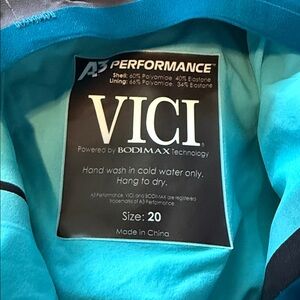 A3 PERFORMANCE
Shell: 60% Polyamide 40% Elastane
Lining: 66% Polyamide 34% Elastane
VICI
Powered by BODIMAX Technology
Hand wash in cold water only.
Hang to dry.
A3 Performance, VICI and BODIMAX are registered
trademarks of A3 Performance.
Size: 20
Made in China